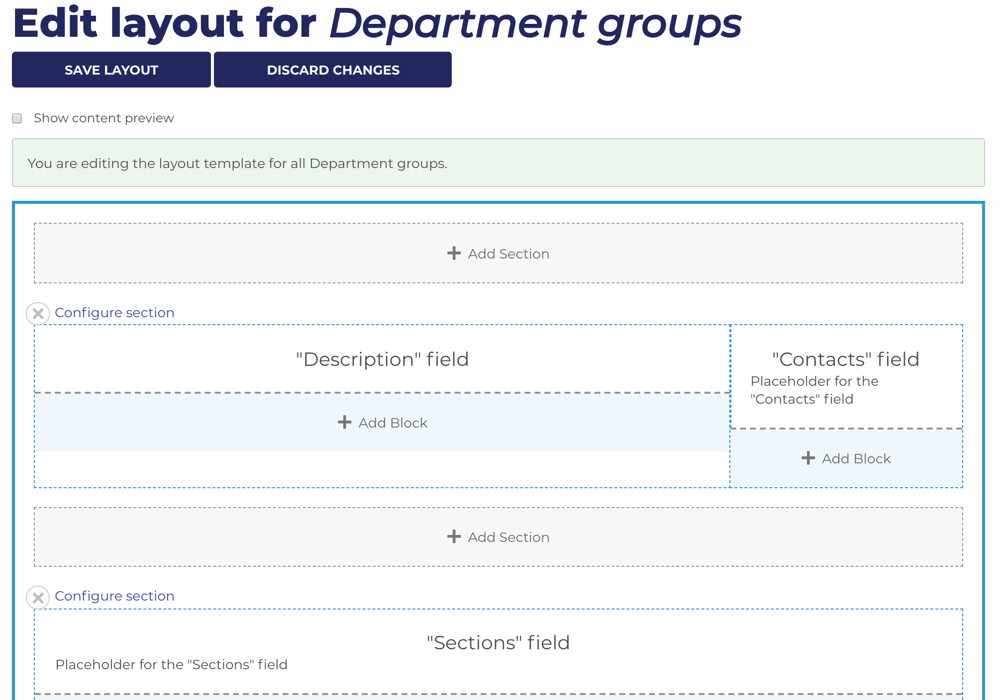 Edit layout for Department groups
SAVE LAYOUT
DISCARD CHANGES
Show content preview
You are editing the layout template for all Department groups.
Add Section
Configure section
"Description" field
Add Block
"Contacts" field
Placeholder for the
"Contacts" field
Add Block
Add Section
Configure section
"Sections" field
Placeholder for the "Sections" field